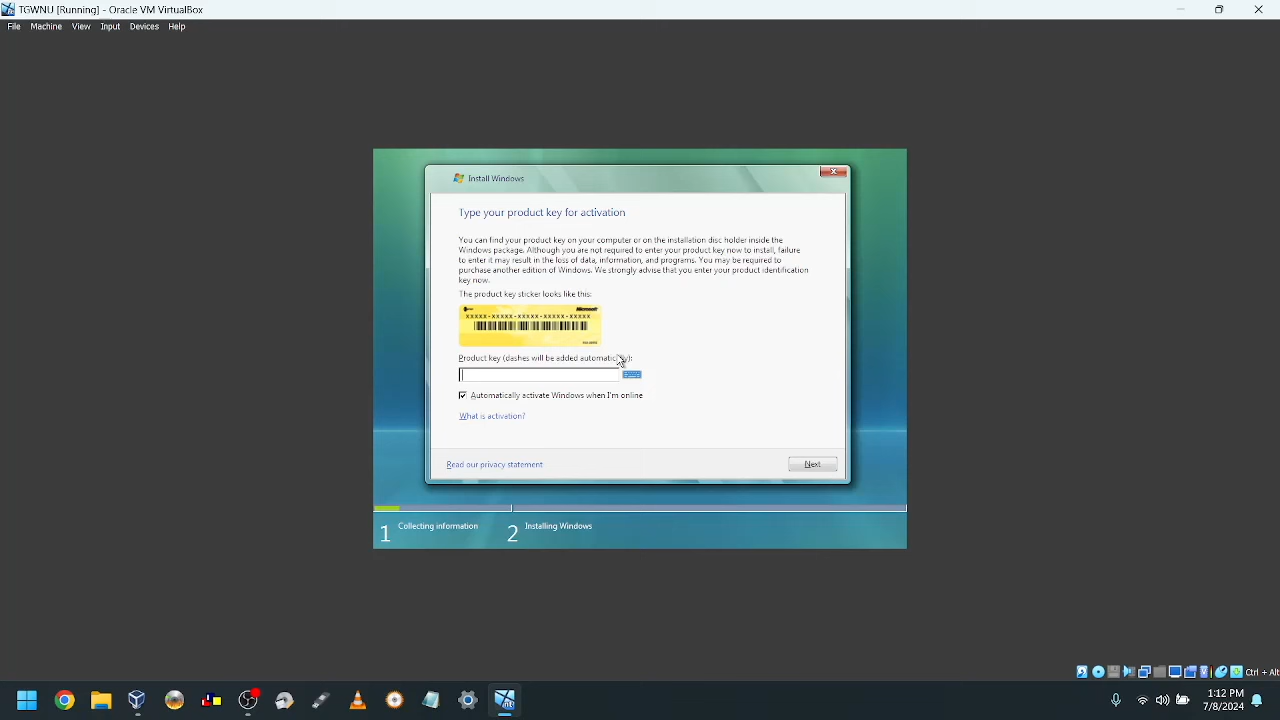 TGWNU [Running] - Oracle VM VirtualBox
File Machine View Input Devices Help
Install Windows
Type your product key for activation
You can find your product key on your computer or on the installation disc holder inside the
Windows package. Although you are not required to enter your product key now to install, failure
to enter it may result in the loss of data, information, and programs. You may be required to
purchase another edition of Windows. We strongly advise that you enter your product identification
key now.
The product key sticker looks like this:
Microsoft
XXXXX-XXXXX-XXXXX-XXXXX-XXXXX
Product key (dashes will be added automatically):
Automatically activate Windows when I'm online
What is activation?
Read our privacy statement
Next
1 Collecting information
2 Installing Windows
Ctrl + Alt
1:12 PM
7/8/2024